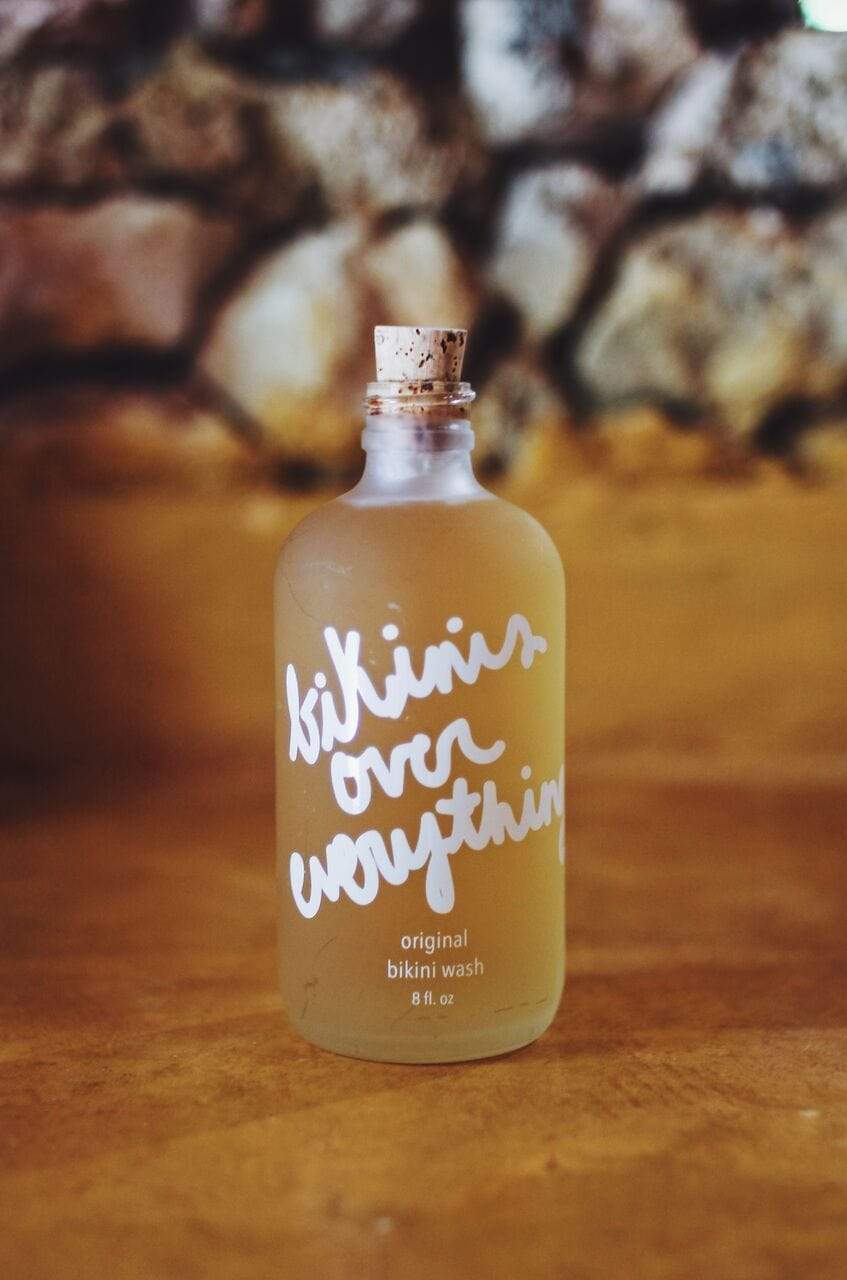 bikinis
over
everything
original
bikini wash
8 fl. oz